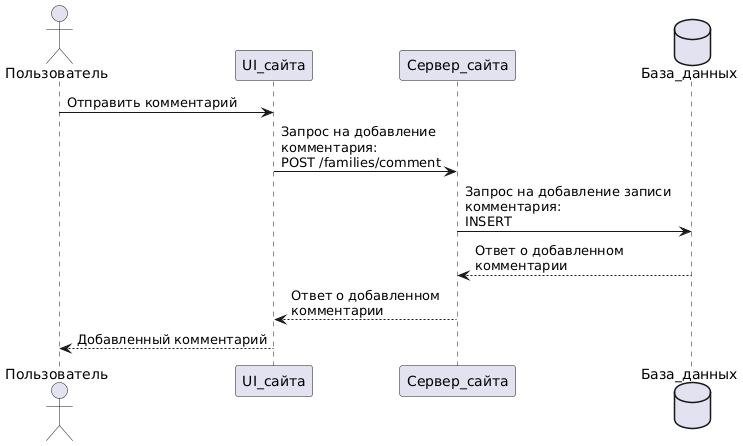 Пользователь
UI_сайта
Сервер_сайта
База_данных
Отправить комментарий
Запрос на добавление
комментария:
POST /families/comment
Запрос на добавление записи
комментария:
INSERT
Ответ о добавленном
комментарии
Ответ о добавленном
комментарии
Добавленный комментарий
Пользователь
UI_сайта
Сервер_сайта
База_данных